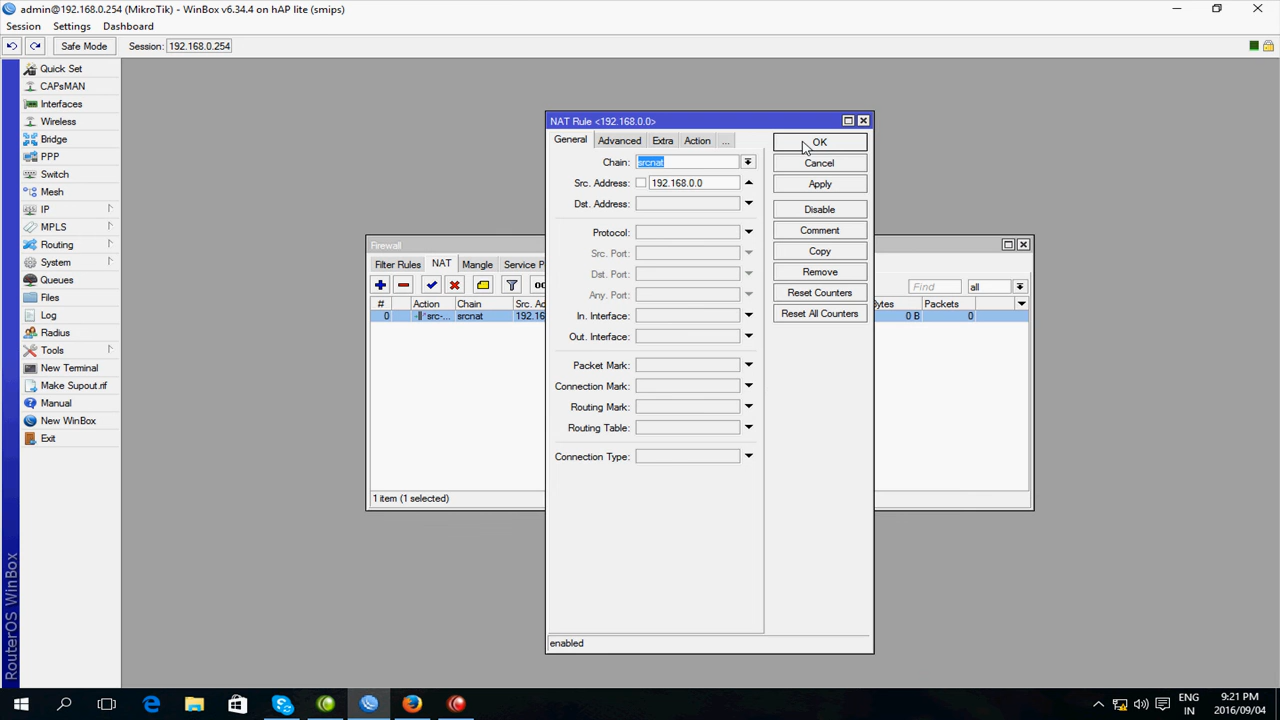 admin@192.168.0.254 (MikroTik) - WinBox v6.34.4 on hAP lite (smips)
Session Settings Dashboard
Safe Mode Session: 192.168.0.254
Quick Set
CAPsMAN
Interfaces
Wireless
Bridge
PPP
Switch
Mesh
IP
MPLS
Routing
System
Queues
Files
Log
Radius
Tools
New Terminal
Make Supout.rif
Manual
New WinBox
Exit
RouterOS WinBox
Firewall
Filter Rules NAT Mangle Service P
Find all
# Action Chain Src. Ad Bytes Packets
0 src-... srcnat 192.16 0 B 0
1 item (1 selected)
NAT Rule <192.168.0.0>
General Advanced Extra Action ...
Chain: srcnat
Src. Address: 192.168.0.0
Dst. Address:
Protocol:
Src. Port:
Dst. Port:
Any. Port:
In. Interface:
Out. Interface:
Packet Mark:
Connection Mark:
Routing Mark:
Routing Table:
Connection Type:
OK
Cancel
Apply
Disable
Comment
Copy
Remove
Reset Counters
Reset All Counters
enabled
ENG
IN
9:21 PM
2016/09/04